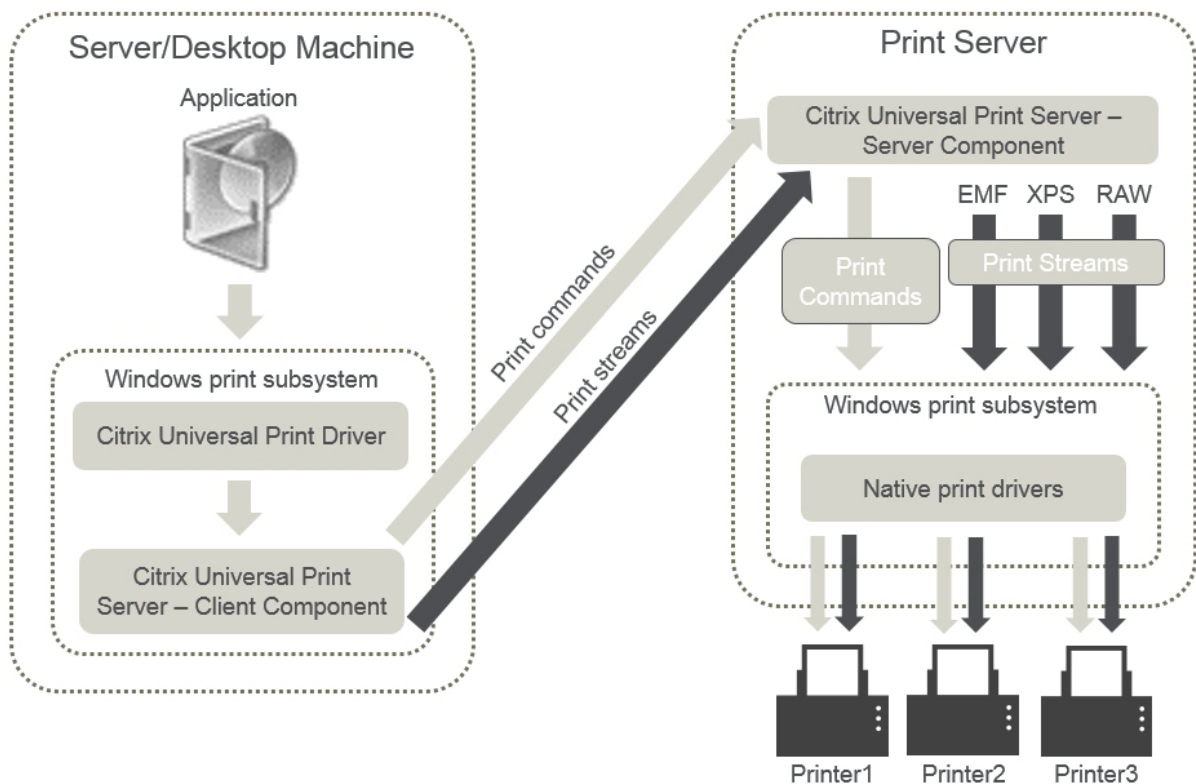 Server/Desktop Machine
Application
Windows print subsystem
Citrix Universal Print Driver
Citrix Universal Print
Server – Client Component
Print commands
Print streams
Print Server
Citrix Universal Print Server –
Server Component
EMF XPS RAW
Print
Commands
Print Streams
Windows print subsystem
Native print drivers
Printer1 Printer2 Printer3